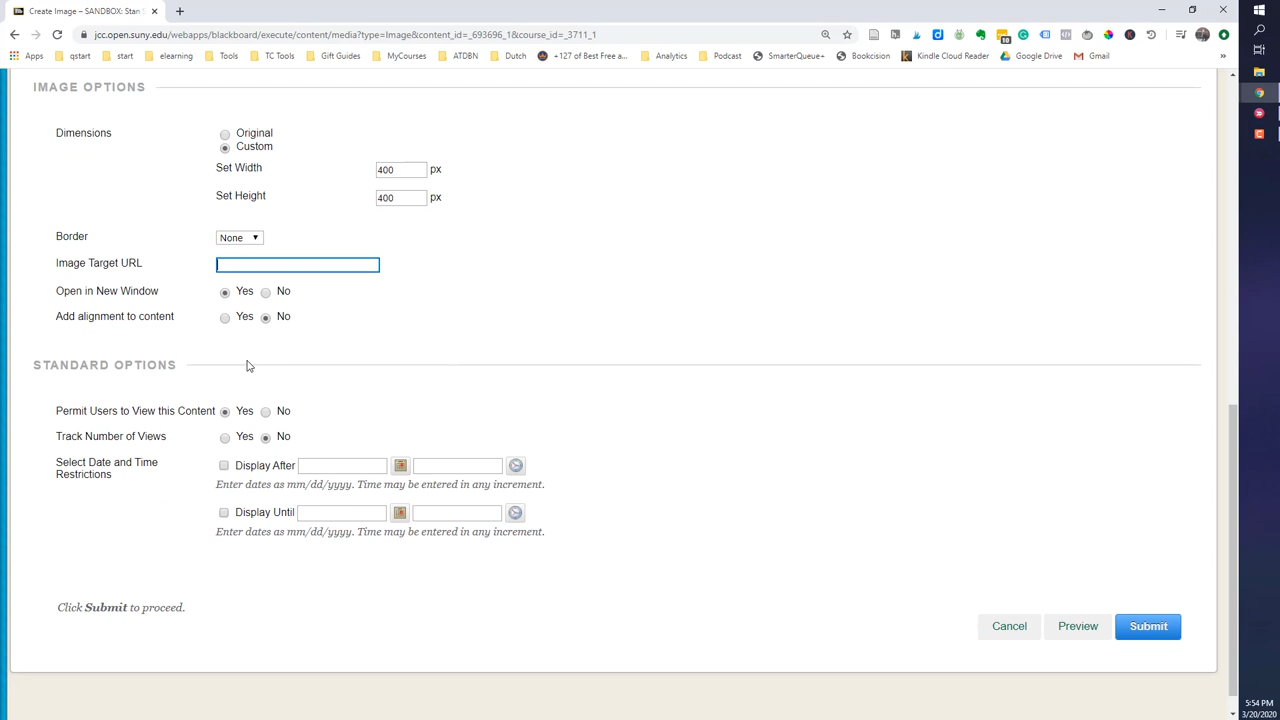 Create Image – SANDBOX: Stan S
jcc.open.suny.edu/webapps/blackboard/execute/content/media?type=Image&content_id=_693696_1&course_id=_3711_1
Apps qstart start elearning Tools TC Tools Gift Guides MyCourses ATDBN Dutch +127 of Best Free a... Analytics Podcast SmarterQueue+ Bookcision Kindle Cloud Reader Google Drive Gmail »
IMAGE OPTIONS
Dimensions Original
Custom
Set Width 400 px
Set Height 400 px
Border None
Image Target URL
Open in New Window Yes No
Add alignment to content Yes No
STANDARD OPTIONS
Permit Users to View this Content Yes No
Track Number of Views Yes No
Select Date and Time
Restrictions
Display After
Enter dates as mm/dd/yyyy. Time may be entered in any increment.
Display Until
Enter dates as mm/dd/yyyy. Time may be entered in any increment.
Click Submit to proceed.
Cancel Preview Submit
5:54 PM
3/20/2020